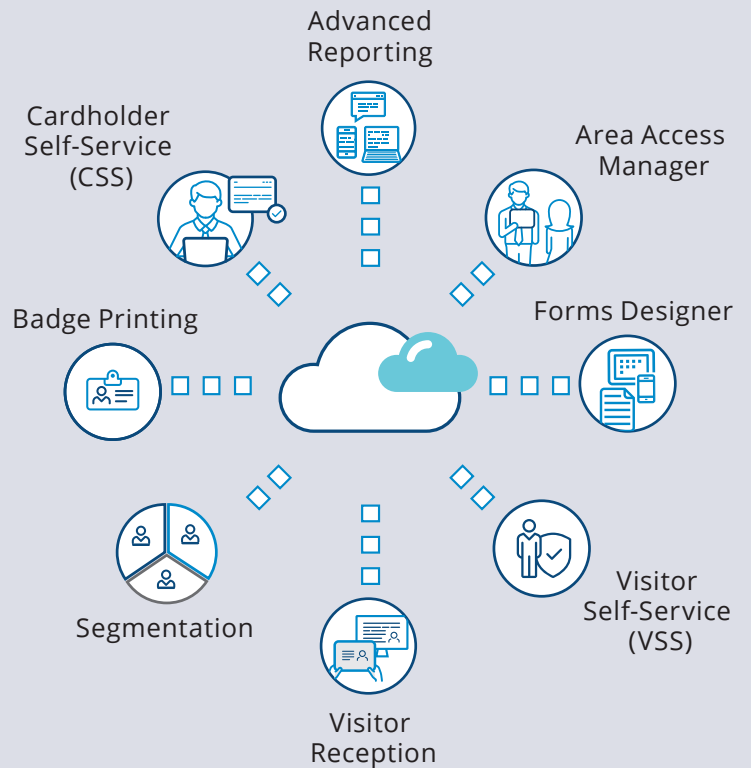 Advanced
Reporting
Cardholder
Self-Service
(CSS)
Area Access
Manager
Badge Printing
Forms Designer
Segmentation
Visitor
Self-Service
(VSS)
Visitor
Reception